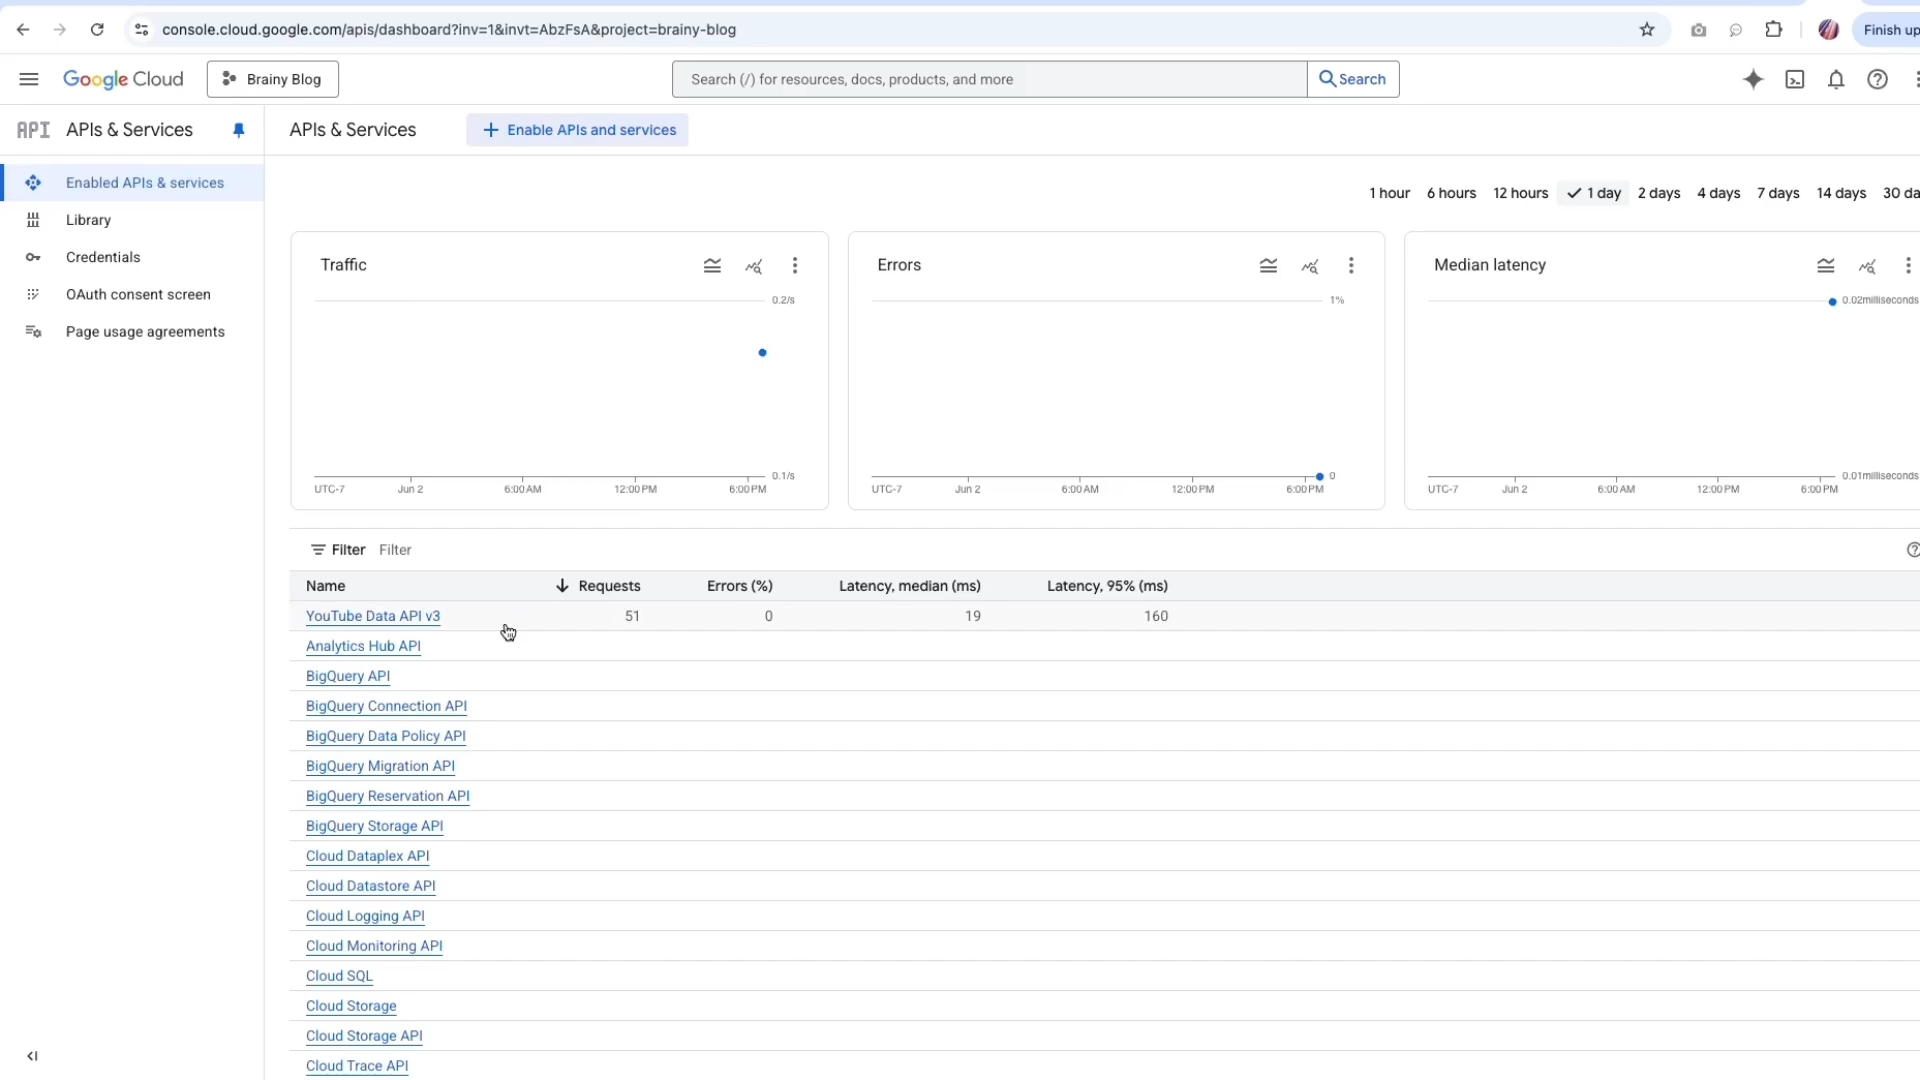 console.cloud.google.com/apis/dashboard?inv=1&invt=AbzFsA&project=brainy-blog
Finish up
Google Cloud
Brainy Blog
Search (/) for resources, docs, products, and more
Search
API APIs & Services
APIs & Services
Enable APIs and services
Enabled APIs & services
Library
Credentials
OAuth consent screen
Page usage agreements
1 hour 6 hours 12 hours 1 day 2 days 4 days 7 days 14 days 30 da
Traffic
0.2/s
0.1/s
UTC-7 Jun 2 6:00 AM 12:00 PM 6:00 PM
Errors
1%
0
UTC-7 Jun 2 6:00 AM 12:00 PM 6:00 PM
Median latency
0.02milliseconds
0.01milliseconds
UTC-7 Jun 2 6:00 AM 12:00 PM 6:00 PM
Filter Filter
Name Requests Errors (%) Latency, median (ms) Latency, 95% (ms)
YouTube Data API v3 51 0 19 160
Analytics Hub API
BigQuery API
BigQuery Connection API
BigQuery Data Policy API
BigQuery Migration API
BigQuery Reservation API
BigQuery Storage API
Cloud Dataplex API
Cloud Datastore API
Cloud Logging API
Cloud Monitoring API
Cloud SQL
Cloud Storage
Cloud Storage API
Cloud Trace API